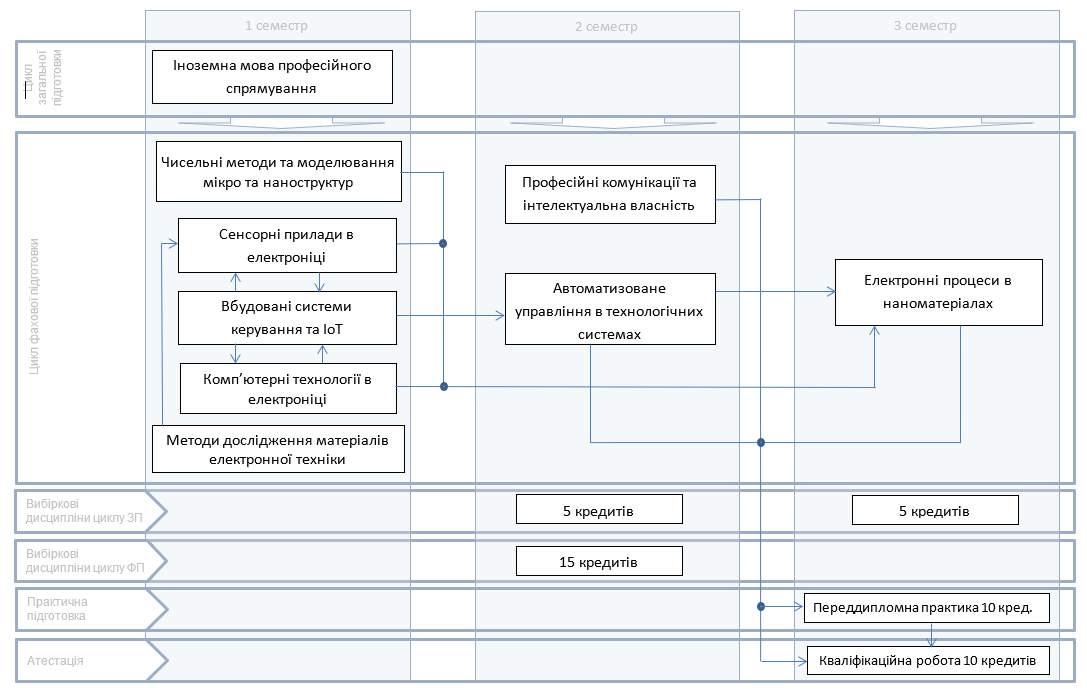 1 семестр
2 семестр
3 семестр
Цикл
загальної
підготовки
Іноземна мова професійного
спрямування
Цикл фахової підготовки
Чисельні методи та моделювання
мікро та наноструктур
Сенсорні прилади в
електроніці
Вбудовані системи
керування та ІоТ
Комп’ютерні технології в
електроніці
Методи дослідження матеріалів
електронної техніки
Професійні комунікації та
інтелектуальна власність
Автоматизоване
управління в технологічних
системах
Електронні процеси в
наноматеріалах
Вибіркові
дисципліни циклу ЗП
5 кредитів
5 кредитів
Вибіркові
дисципліни циклу ФП
15 кредитів
Практична
підготовка
Переддипломна практика 10 кред.
Атестація
Кваліфікаційна робота 10 кредитів